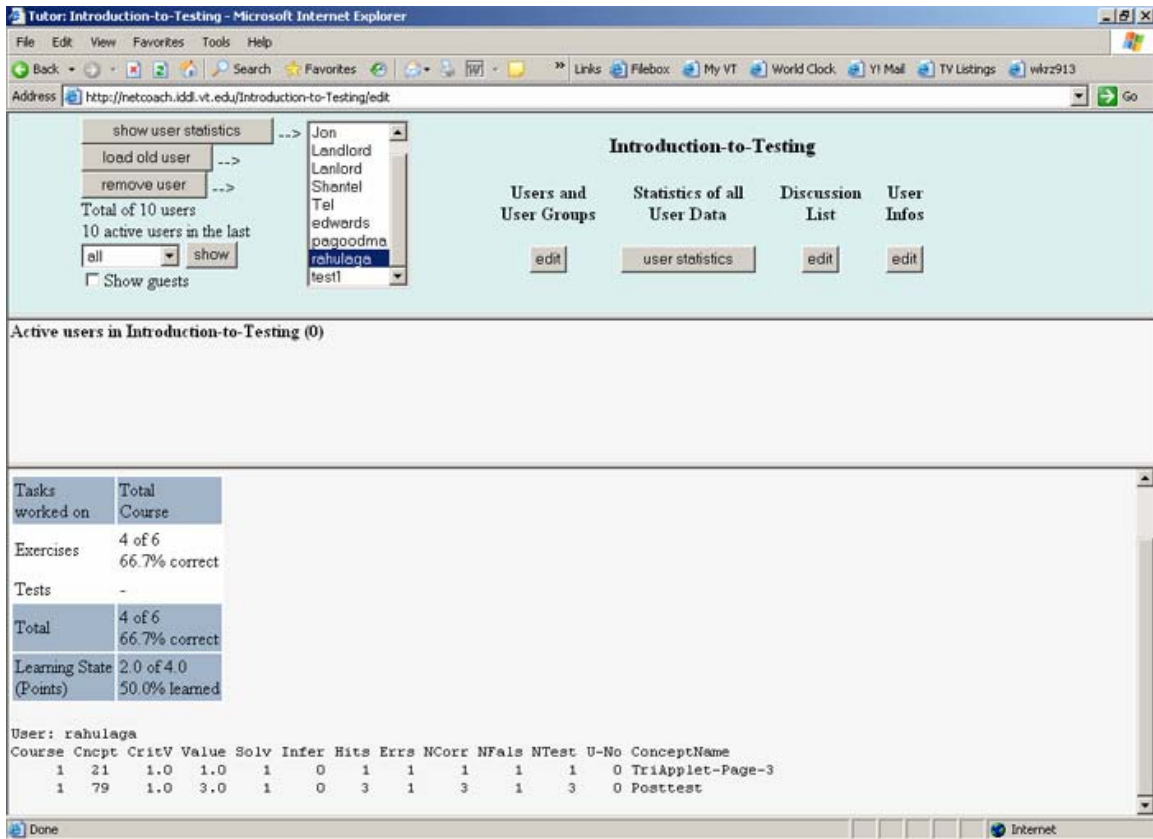 Tutor: Introduction-to-Testing - Microsoft Internet Explorer
File Edit View Favorites Tools Help
Back Search Favorites Links Filebox My VT World Clock Y! Mail TV Listings wkrz913
Address http://netcoach.iddl.vt.edu/Introduction-to-Testing/edit Go
show user statistics -->
load old user -->
remove user -->
Total of 10 users
10 active users in the last
all show
Show guests
Jon
Landlord
Lanlord
Shantel
Tel
edwards
pagoodma
rahulaga
test1
Introduction-to-Testing
Users and Statistics of all Discussion User
User Groups User Data List Infos
edit user statistics edit edit
Active users in Introduction-to-Testing (0)
Tasks Total
worked on Course
Exercises 4 of 6
66.7% correct
Tests -
Total 4 of 6
66.7% correct
Learning State 2.0 of 4.0
(Points) 50.0% learned
User: rahulaga
Course Cncpt CritV Value Solv Infer Hits Errs NCorr NFals NTest U-No ConceptName
1 21 1.0 1.0 1 0 1 1 1 1 1 0 TriApplet-Page-3
1 79 1.0 3.0 1 0 3 1 3 1 3 0 Posttest
Done Internet